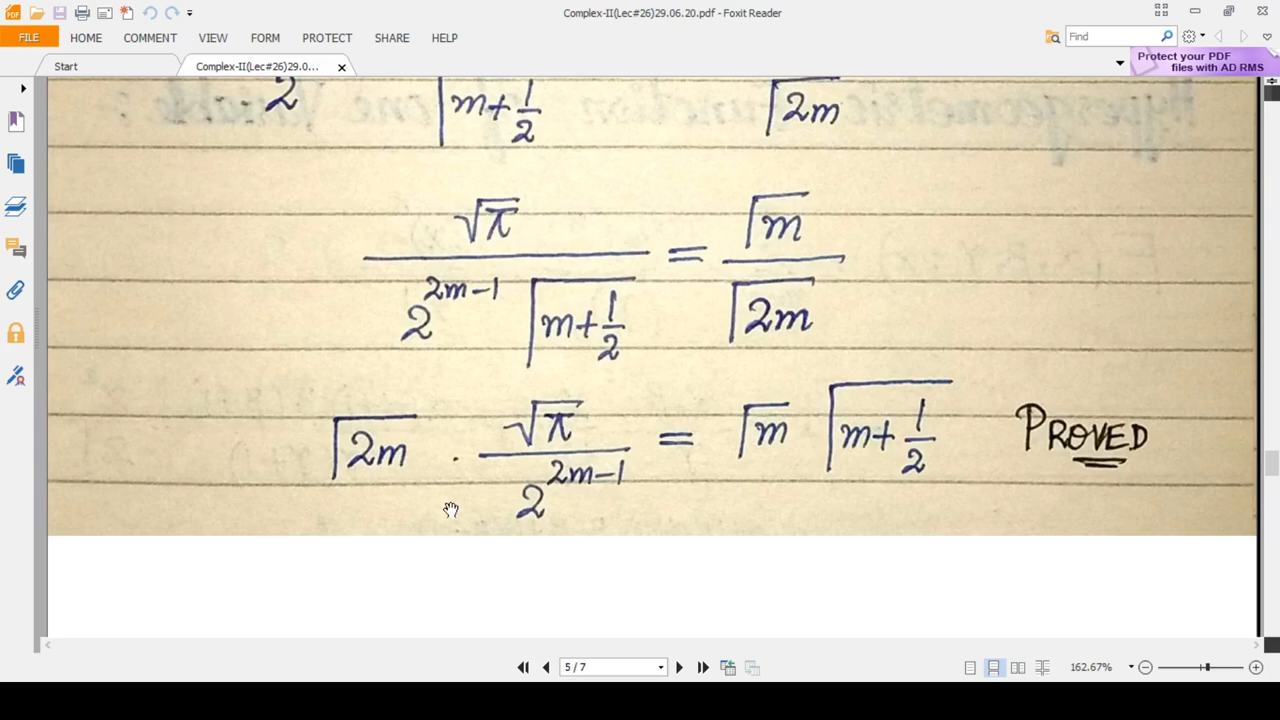 Complex-II(Lec#26)29.06.20.pdf - Foxit Reader
FILE HOME COMMENT VIEW FORM PROTECT SHARE HELP
Find
Start Complex-II(Lec#26)29.0...
Protect your PDF
files with AD RMS
2 Γm+1/2 Γ2m
√π / 2^(2m-1) Γm+1/2 = Γm / Γ2m
Γ2m . √π / 2^(2m-1) = Γm Γm+1/2 PROVED
5 / 7
162.67%